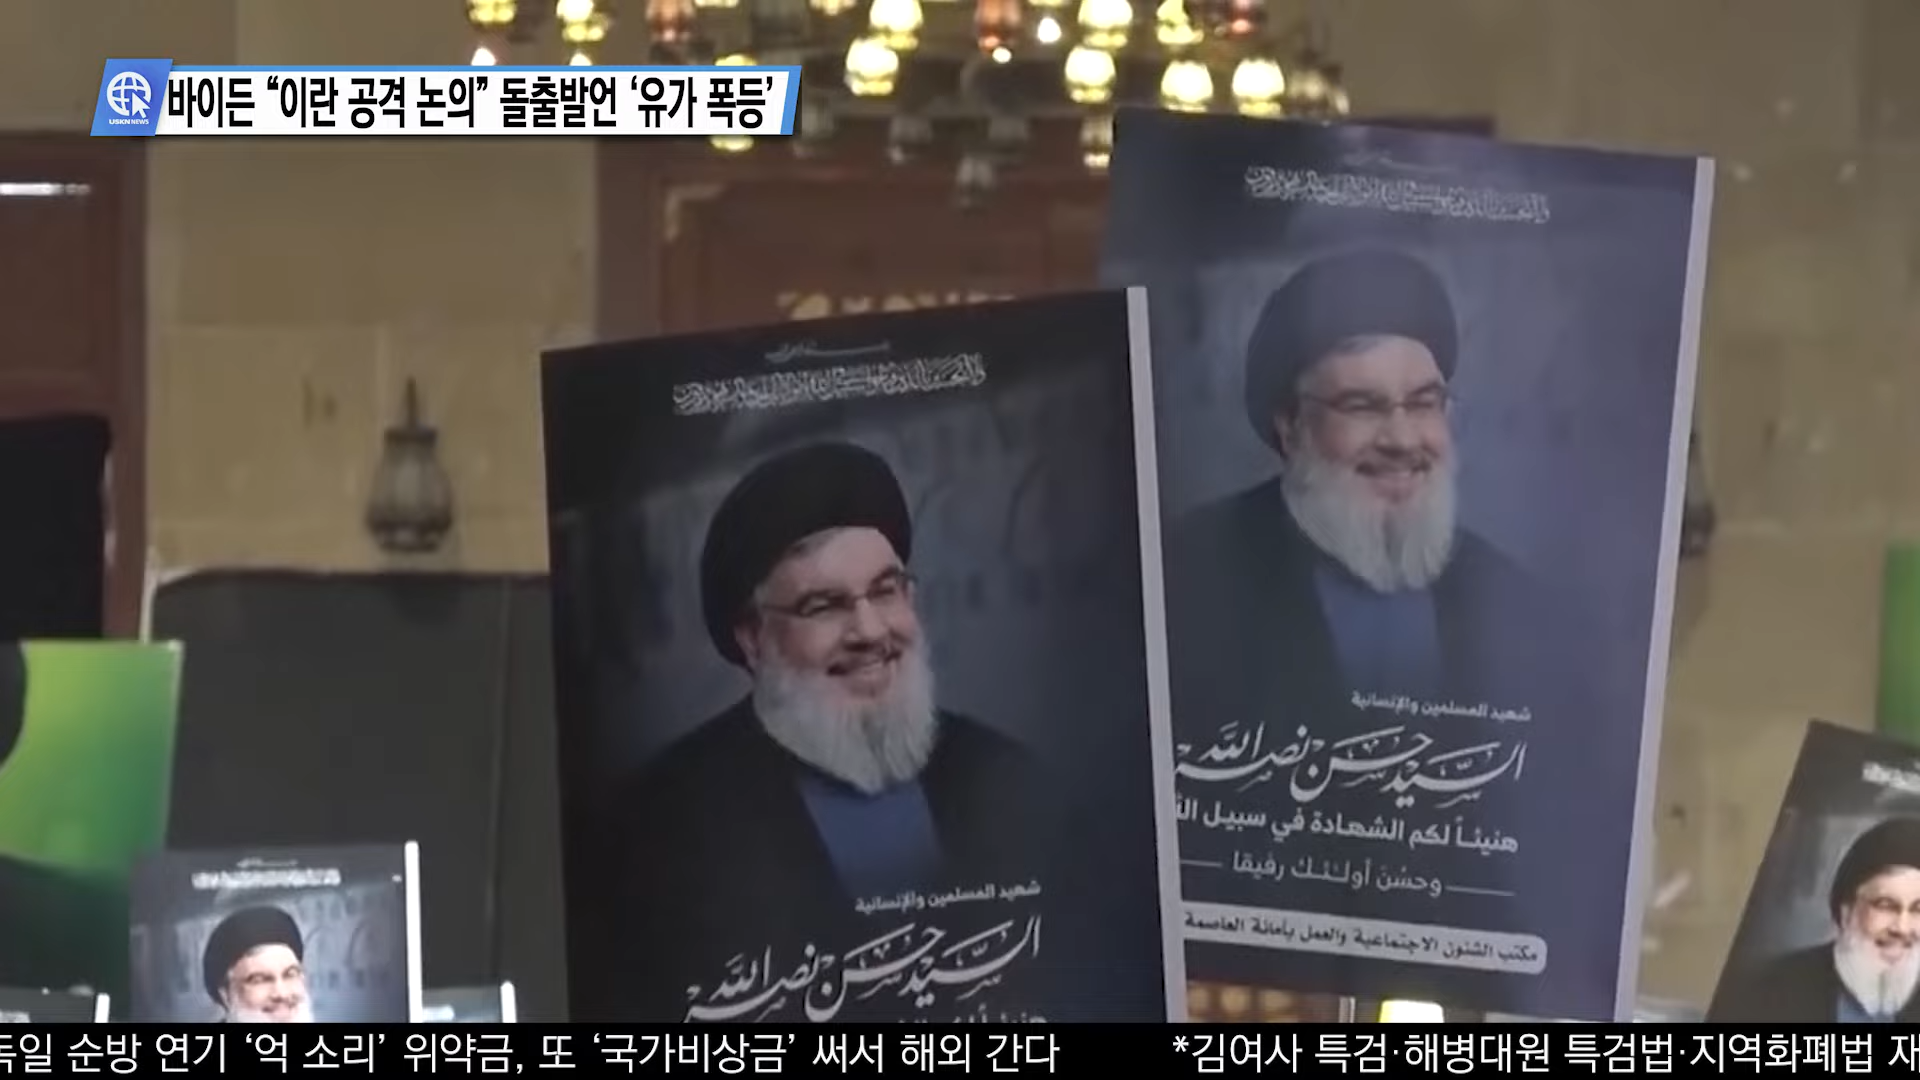 바이든 “이란 공격 논의” 돌출발언 ‘유가 폭등’
USKN NEWS
شهيد المسلمين والإنسانية
السيد حسن نصر الله
هنيئـاً لكم الشهادة في سبيل
وحسُن أولـئـك رفيقا
مكتب الشئون الاجتماعية والعمل بأمانة العاصمة
شهيد المسلمين والإنسانية
السيد حسن نصر الله
독일 순방 연기 ‘억 소리’ 위약금, 또 ‘국가비상금’ 써서 해외 간다 *김여사 특검·해병대원 특검법·지역화폐법 재